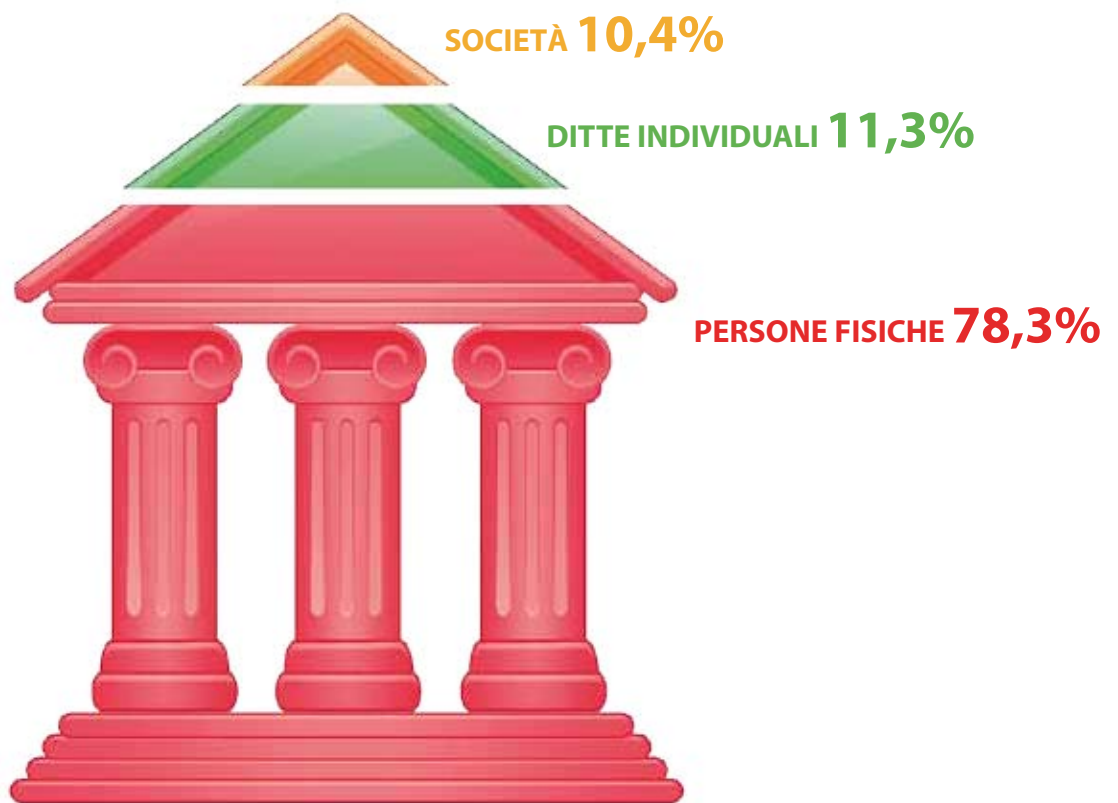 SOCIETÀ 10,4%
DITTE INDIVIDUALI 11,3%
PERSONE FISICHE 78,3%